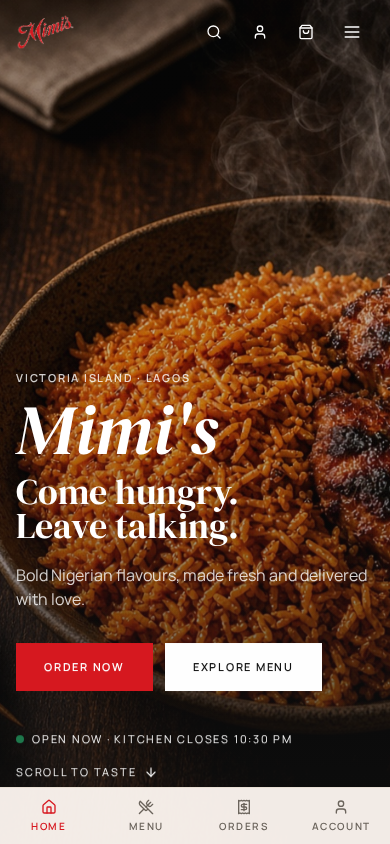 Mimi's
VICTORIA ISLAND · LAGOS
Mimi's
Come hungry.
Leave talking.
Bold Nigerian flavours, made fresh and delivered
with love.
ORDER NOW
EXPLORE MENU
OPEN NOW · KITCHEN CLOSES 10:30 PM
SCROLL TO TASTE
HOME
MENU
ORDERS
ACCOUNT